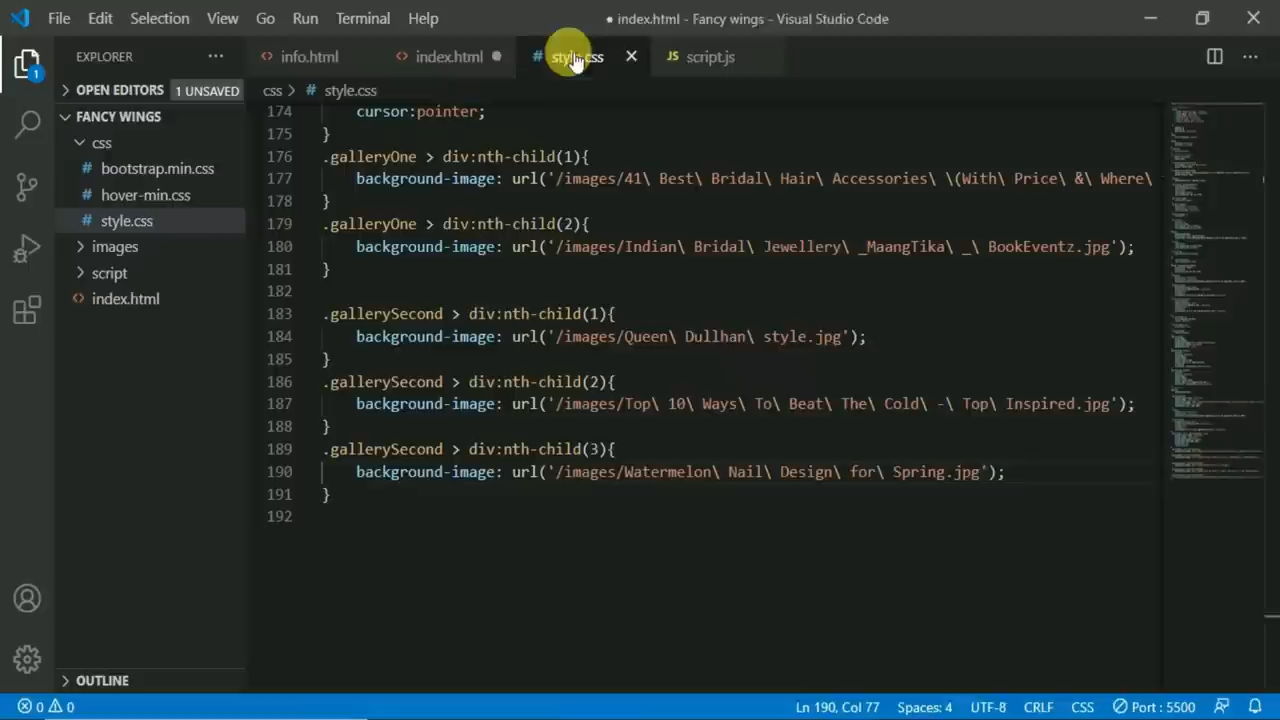 File Edit Selection View Go Run Terminal Help ● index.html - Fancy wings - Visual Studio Code
EXPLORER ··· <> info.html <> index.html ● # style.css × JS script.js ···
1
> OPEN EDITORS 1 UNSAVED
css > # style.css
FANCY WINGS
css
# bootstrap.min.css
# hover-min.css
# style.css
> images
> script
<> index.html
174 cursor:pointer;
175 }
176 .galleryOne > div:nth-child(1){
177 background-image: url('/images/41\ Best\ Bridal\ Hair\ Accessories\ \(With\ Price\ &\ Where\
178 }
179 .galleryOne > div:nth-child(2){
180 background-image: url('/images/Indian\ Bridal\ Jewellery\ _MaangTika\ _\ BookEventz.jpg');
181 }
182
183 .gallerySecond > div:nth-child(1){
184 background-image: url('/images/Queen\ Dullhan\ style.jpg');
185 }
186 .gallerySecond > div:nth-child(2){
187 background-image: url('/images/Top\ 10\ Ways\ To\ Beat\ The\ Cold\ -\ Top\ Inspired.jpg');
188 }
189 .gallerySecond > div:nth-child(3){
190 background-image: url('/images/Watermelon\ Nail\ Design\ for\ Spring.jpg');
191 }
192
> OUTLINE
0 0 Ln 190, Col 77 Spaces: 4 UTF-8 CRLF CSS Port : 5500